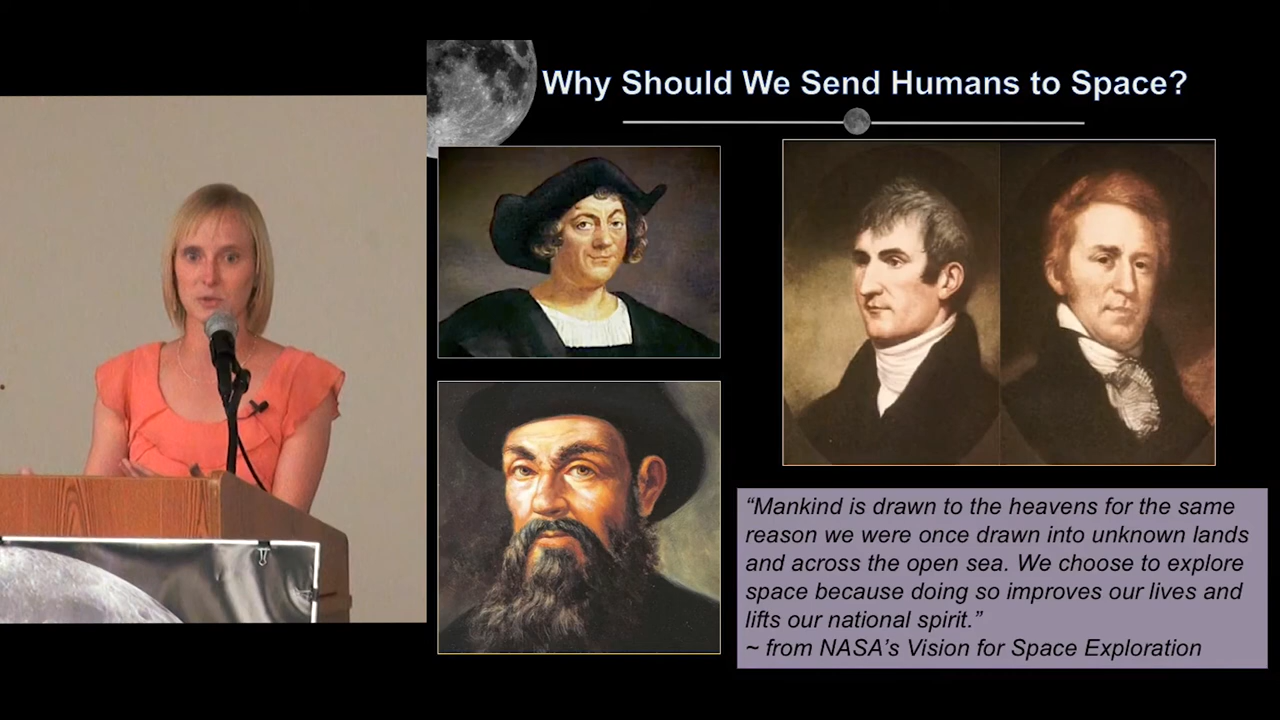 Why Should We Send Humans to Space?
“Mankind is drawn to the heavens for the same
reason we were once drawn into unknown lands
and across the open sea. We choose to explore
space because doing so improves our lives and
lifts our national spirit.”
~ from NASA’s Vision for Space Exploration